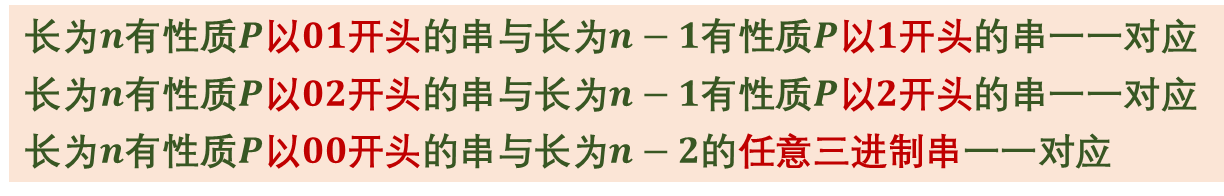 长为n有性质P以01开头的串与长为n − 1有性质P以1开头的串一一对应
长为n有性质P以02开头的串与长为n − 1有性质P以2开头的串一一对应
长为n有性质P以00开头的串与长为n − 2的任意三进制串一一对应